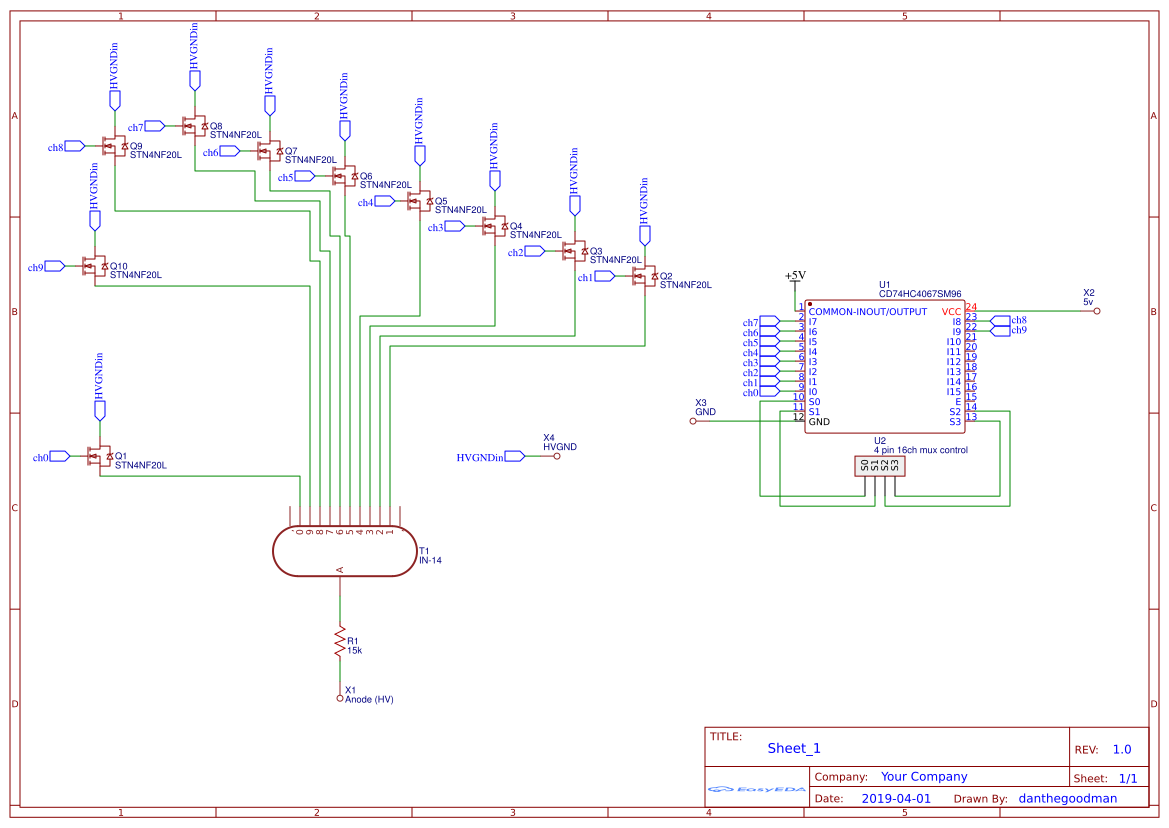 1 2 3 4 5
A A
B B
C C
D D
1 2 3 4 5
HVGNDin
ch8
Q9
STN4NF20L
HVGNDin
ch7
Q8
STN4NF20L
HVGNDin
ch6
Q7
STN4NF20L
HVGNDin
ch5
Q6
STN4NF20L
HVGNDin
ch4
Q5
STN4NF20L
HVGNDin
ch3
Q4
STN4NF20L
HVGNDin
ch2
Q3
STN4NF20L
HVGNDin
ch1
Q2
STN4NF20L
HVGNDin
ch9
Q10
STN4NF20L
HVGNDin
ch0
Q1
STN4NF20L
X4
HVGND
HVGNDin
0 9 8 7 6 5 4 3 2 1
A
T1
IN-14
R1
15k
X1
Anode (HV)
+5V
U1
CD74HC4067SM96
1 COMMON-INOUT/OUTPUT VCC 24
ch7 2 I7 I8 23 ch8
ch6 3 I6 I9 22 ch9
ch5 4 I5 I10 21
ch4 5 I4 I11 20
ch3 6 I3 I12 19
ch2 7 I2 I13 18
ch1 8 I1 I14 17
ch0 9 I0 I15 16
10 S0 E 15
11 S1 S2 14
12 GND S3 13
X2
5v
X3
GND
U2
4 pin 16ch mux control
S0 S1 S2 S3
TITLE:
Sheet_1
REV: 1.0
EasyEDA
Company: Your Company
Sheet: 1/1
Date: 2019-04-01 Drawn By: danthegoodman